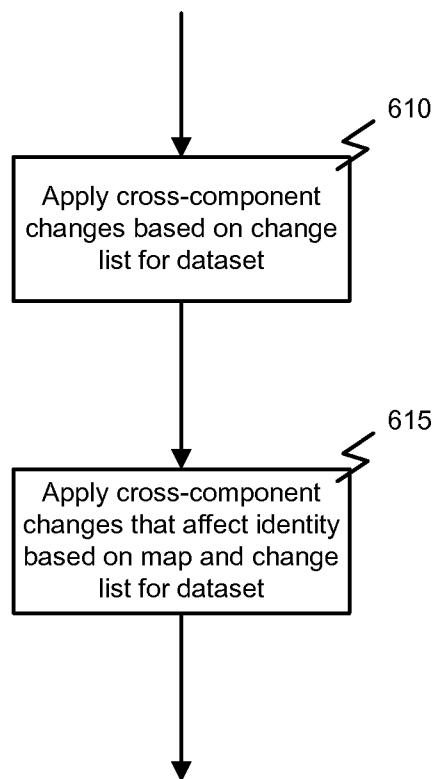 610
Apply cross-component
changes based on change
list for dataset
615
Apply cross-component
changes that affect identity
based on map and change
list for dataset